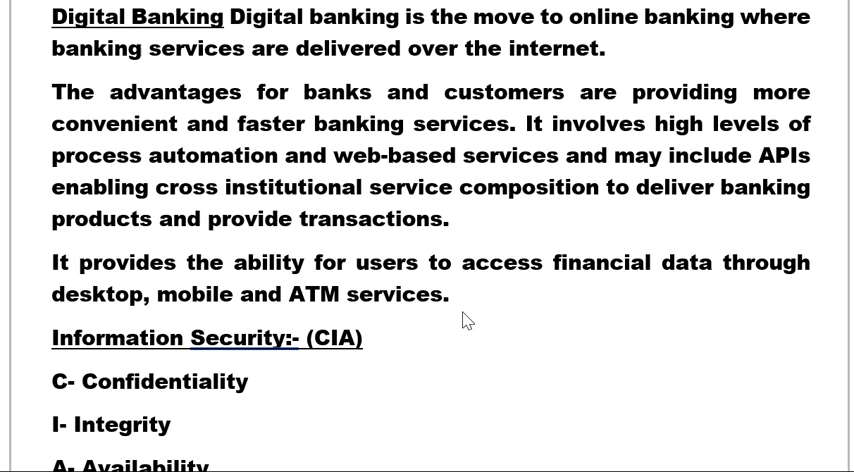 Digital Banking Digital banking is the move to online banking where
banking services are delivered over the internet.
The advantages for banks and customers are providing more
convenient and faster banking services. It involves high levels of
process automation and web-based services and may include APIs
enabling cross institutional service composition to deliver banking
products and provide transactions.
It provides the ability for users to access financial data through
desktop, mobile and ATM services.
Information Security:- (CIA)
C- Confidentiality
I- Integrity
A- Availability